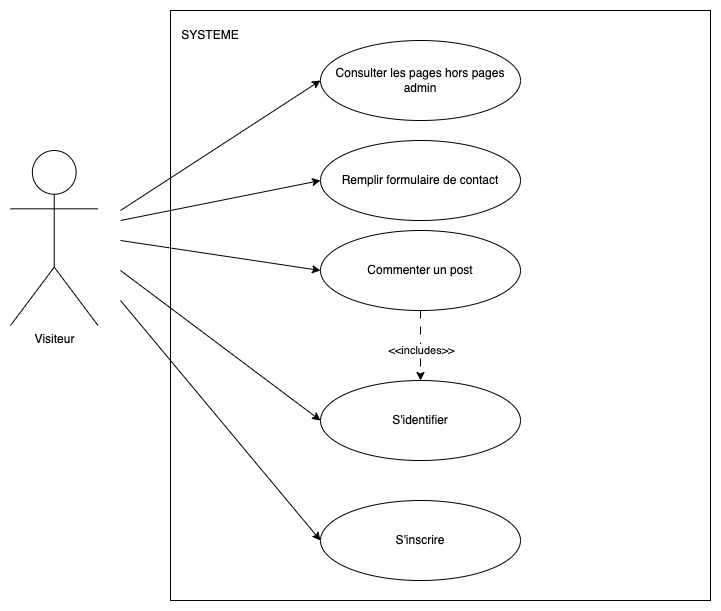 SYSTEME
Consulter les pages hors pages
admin
Remplir formulaire de contact
Commenter un post
Visiteur
<<includes>>
S'identifier
S'inscrire